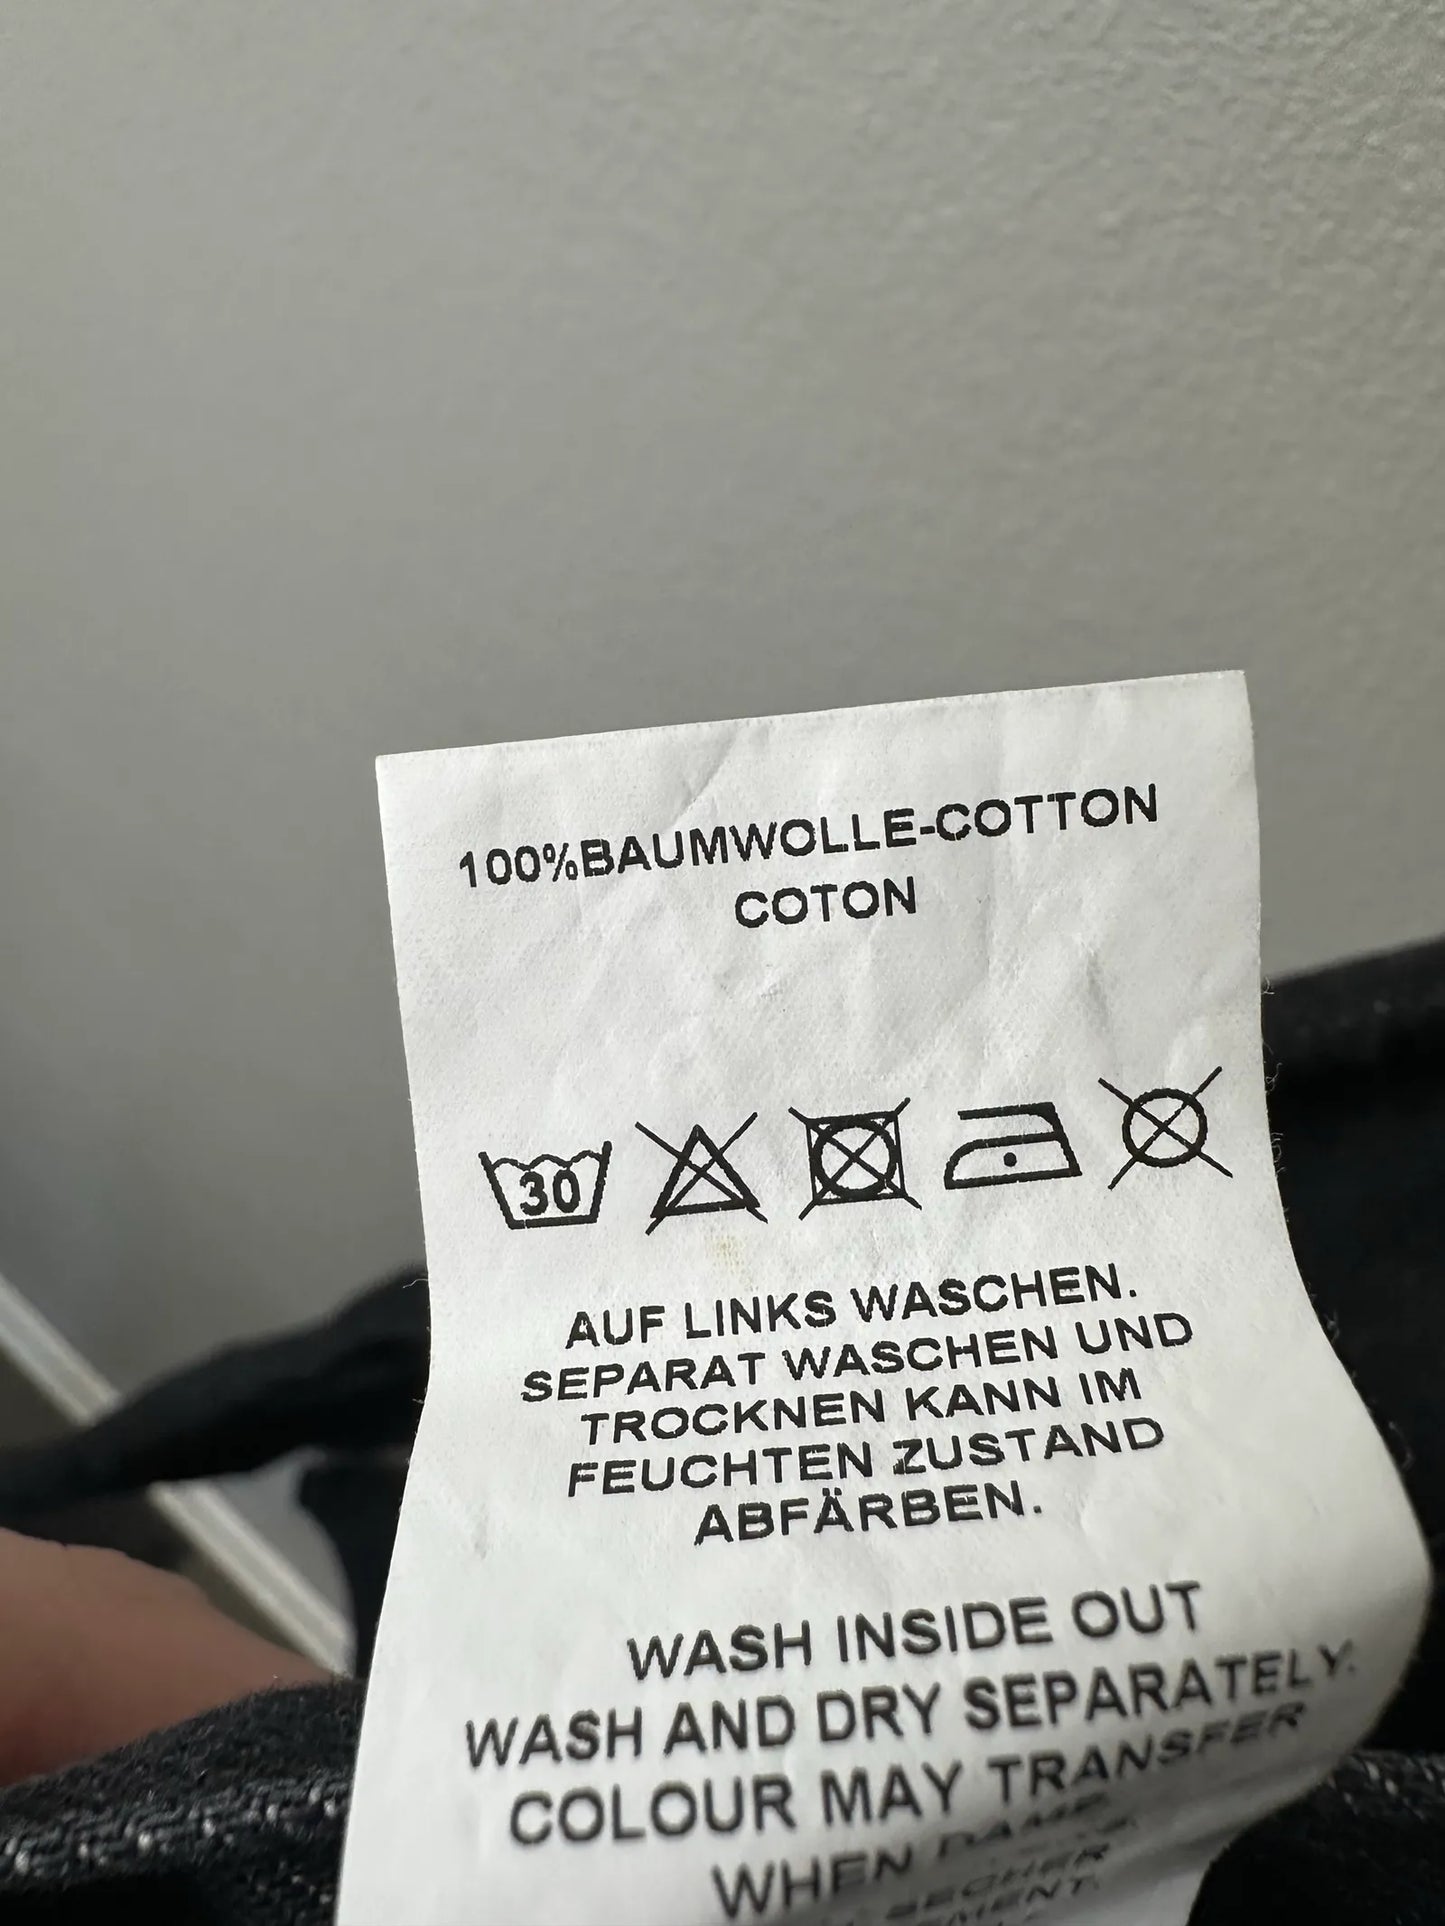 100%BAUMWOLLE-COTTON
COTON
30
AUF LINKS WASCHEN.
SEPARAT WASCHEN UND
TROCKNEN KANN IM
FEUCHTEN ZUSTAND
ABFÄRBEN.
WASH INSIDE OUT
WASH AND DRY SEPARATELY.
COLOUR MAY TRANSFER
WHEN DAMP.